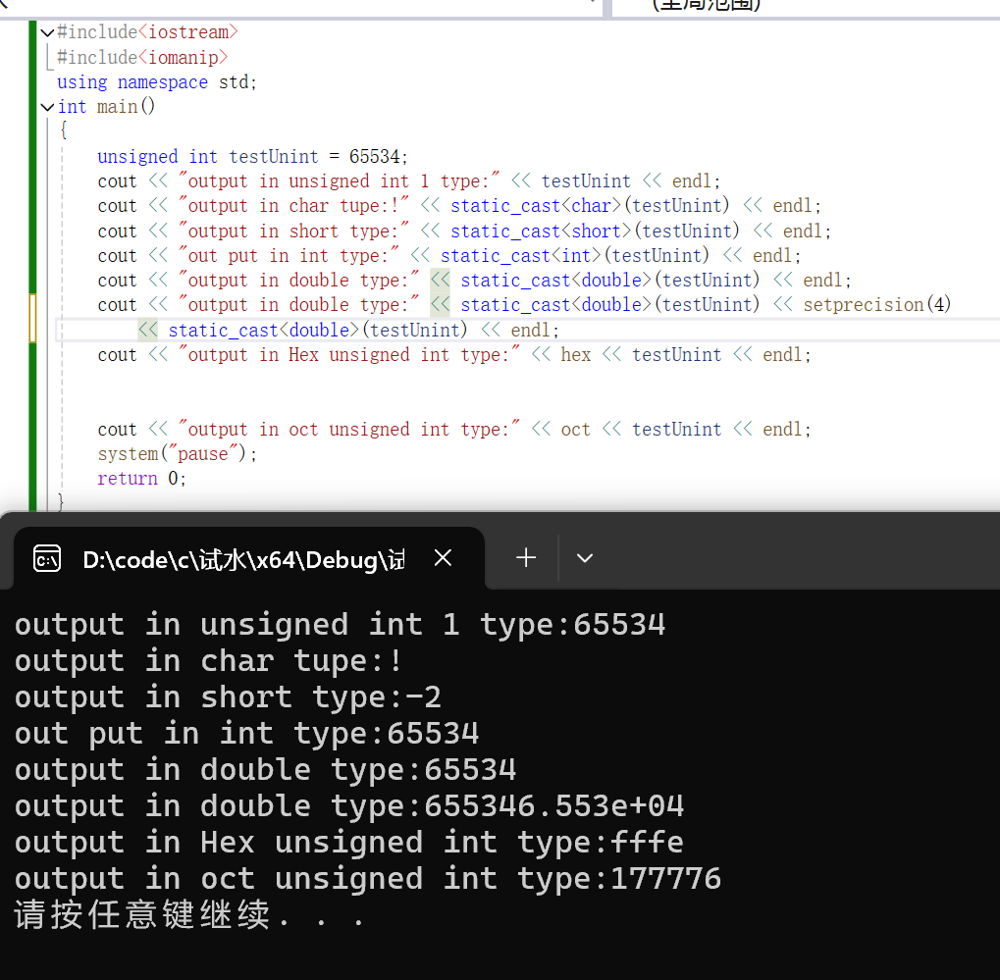 (全局范围)
#include<iostream>
#include<iomanip>
using namespace std;
int main()
{
unsigned int testUnint = 65534;
cout << "output in unsigned int 1 type:" << testUnint << endl;
cout << "output in char tupe:!" << static_cast<char>(testUnint) << endl;
cout << "output in short type:" << static_cast<short>(testUnint) << endl;
cout << "out put in int type:" << static_cast<int>(testUnint) << endl;
cout << "output in double type:" << static_cast<double>(testUnint) << endl;
cout << "output in double type:" << static_cast<double>(testUnint) << setprecision(4)
<< static_cast<double>(testUnint) << endl;
cout << "output in Hex unsigned int type:" << hex << testUnint << endl;
cout << "output in oct unsigned int type:" << oct << testUnint << endl;
system("pause");
return 0;
}
D:\code\c\试水\x64\Debug\试
output in unsigned int 1 type:65534
output in char tupe:!
output in short type:-2
out put in int type:65534
output in double type:65534
output in double type:655346.553e+04
output in Hex unsigned int type:fffe
output in oct unsigned int type:177776
请按任意键继续. . .